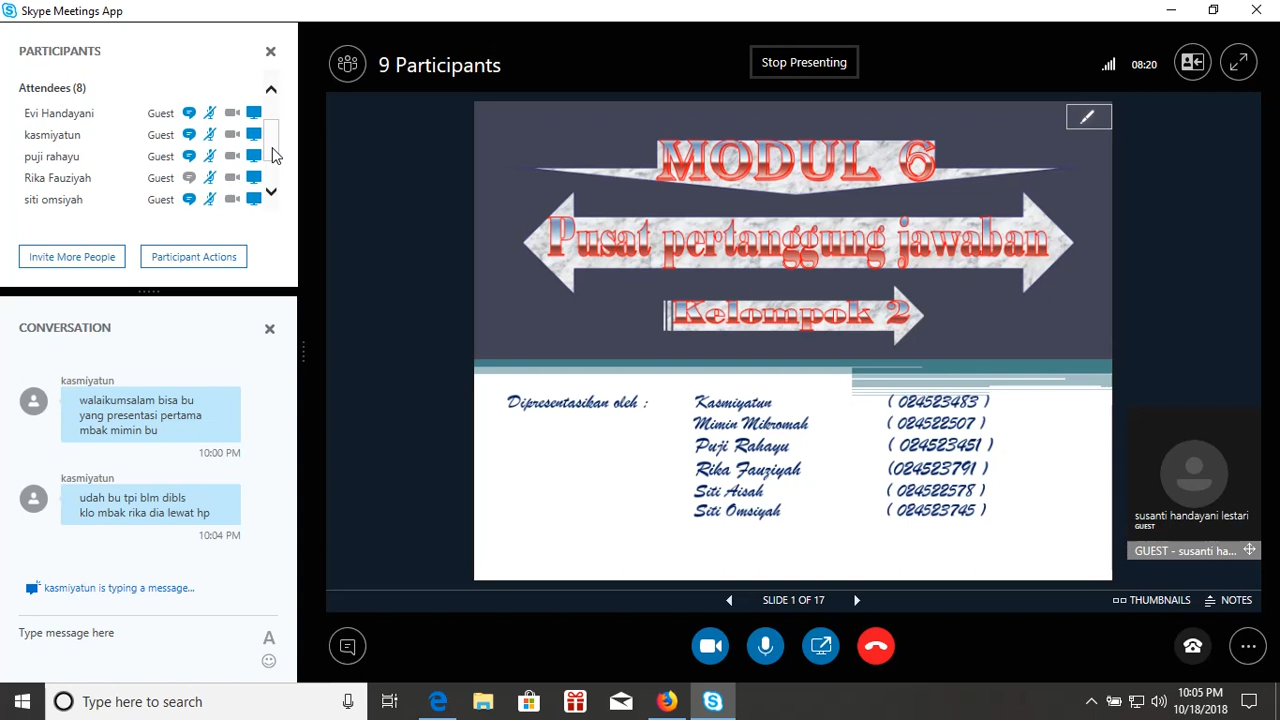 Skype Meetings App
PARTICIPANTS
Attendees (8)
Evi Handayani Guest
kasmiyatun Guest
puji rahayu Guest
Rika Fauziyah Guest
siti omsiyah Guest
Invite More People Participant Actions
CONVERSATION
kasmiyatun
walaikumsalam bisa bu
yang presentasi pertama
mbak mimin bu
10:00 PM
kasmiyatun
udah bu tpi blm dibls
klo mbak rika dia lewat hp
10:04 PM
kasmiyatun is typing a message...
Type message here
A
9 Participants
Stop Presenting
08:20
MODUL 6
Pusat pertanggung jawaban
Kelompok 2
Dipresentasikan oleh : Kasmiyatun ( 024523483 )
Mimin Mikromah ( 024522507 )
Puji Rahayu ( 024523451 )
Rika Fauziyah (024523791 )
Siti Aisah ( 024522578 )
Siti Omsiyah ( 024523745 )
susanti handayani lestari
GUEST
GUEST - susanti ha...
SLIDE 1 OF 17
THUMBNAILS NOTES
Type here to search
10:05 PM
10/18/2018